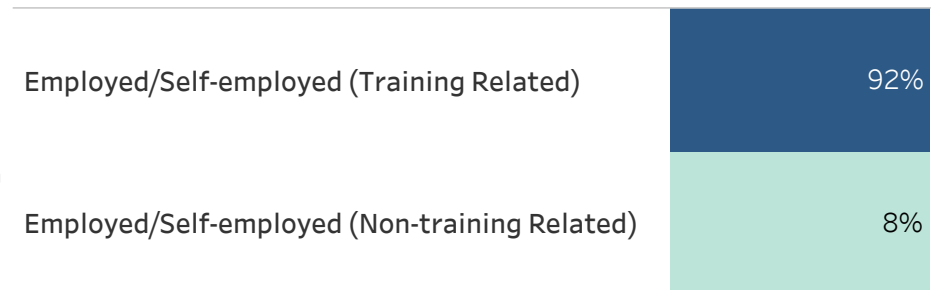 Employed/Self-employed (Training Related) 92%
Employed/Self-employed (Non-training Related) 8%